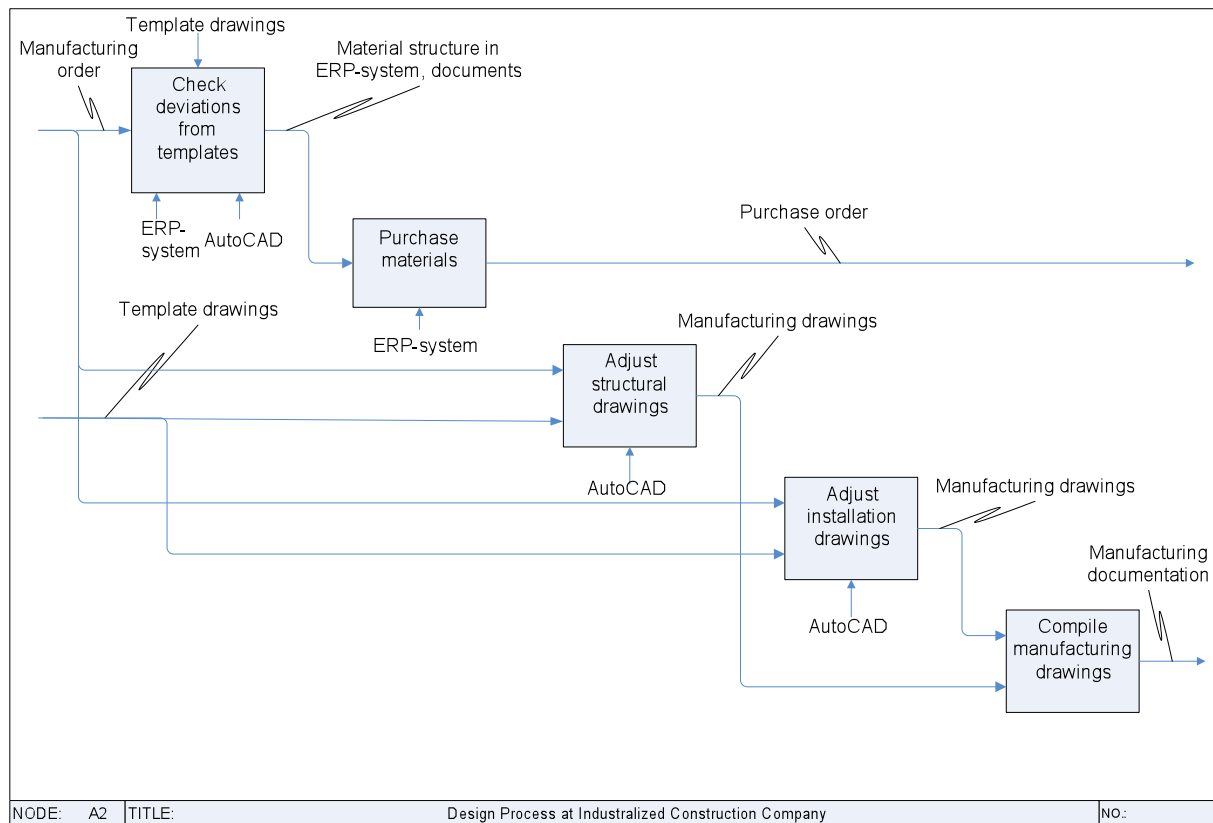 Template drawings
Manufacturing
order
Material structure in
ERP-system, documents
Check
deviations
from
templates
ERP-
system
AutoCAD
Purchase
materials
Purchase order
ERP-system
Template drawings
Manufacturing drawings
Adjust
structural
drawings
AutoCAD
Adjust
installation
drawings
Manufacturing drawings
AutoCAD
Manufacturing
documentation
Compile
manufacturing
drawings
NODE: A2 TITLE: Design Process at Industralized Construction Company NO.: